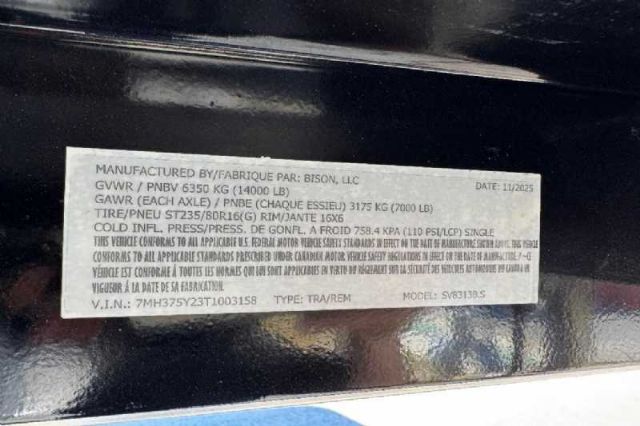 MANUFACTURED BY/FABRIQUE PAR: BISON, LLC DATE: 11/2025
GVWR / PNBV 6350 KG (14000 LB)
GAWR (EACH AXLE) / PNBE (CHAQUE ESSIEU) 3175 KG (7000 LB)
TIRE/PNEU ST235/80R16(G) RIM/JANTE 16X6
COLD INFL. PRESS/PRESS. DE GONFL. A FROID 758.4 KPA (110 PSI/LCP) SINGLE
THIS VEHICLE CONFORMS TO ALL APPLICABLE U.S. FEDERAL MOTOR VEHICLE SAFETY STANDARDS IN EFFECT ON THE DATE OF MANUFACTURE SHOWN ABOVE. THIS
VEHICLE CONFORMS TO ALL APPLICABLE STANDARDS PRESCRIBED UNDER CANADIAN MOTOR VEHICLE SAFETY REGULATIONS IN EFFECT ON THE DATE OF MANUFACTURE. / CE
VEHICULE EST CONFORME A TOUTES LES NORMES QUI LUI SONT APPLICABLES EN VERTU DU REGLEMENT SUR LA SECURITE DES VEHICULES AUTOMOBILES DU CANADA EN
VIGUEUR A LA DATE DE SA FABRICATION
V.I.N.: 7MH375Y23T1003158 TYPE: TRA/REM MODEL: SV8313B.S